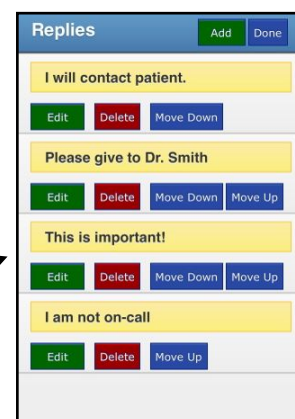 Replies Add Done
I will contact patient.
Edit Delete Move Down
Please give to Dr. Smith
Edit Delete Move Down Move Up
This is important!
Edit Delete Move Down Move Up
I am not on-call
Edit Delete Move Up